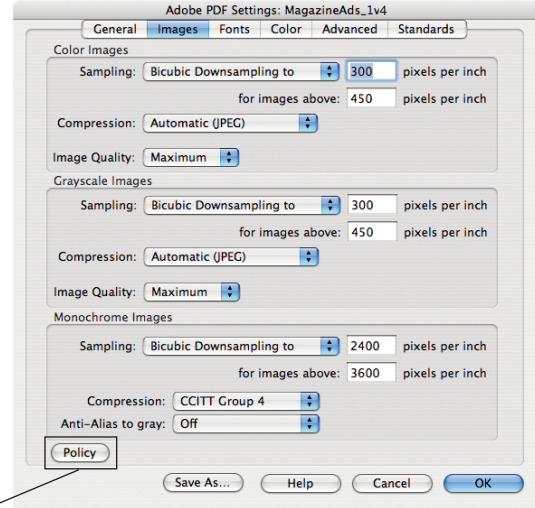 Adobe PDF Settings: MagazineAds_1v4
General Images Fonts Color Advanced Standards
Color Images
Sampling: Bicubic Downsampling to 300 pixels per inch
for images above: 450 pixels per inch
Compression: Automatic (JPEG)
Image Quality: Maximum
Grayscale Images
Sampling: Bicubic Downsampling to 300 pixels per inch
for images above: 450 pixels per inch
Compression: Automatic (JPEG)
Image Quality: Maximum
Monochrome Images
Sampling: Bicubic Downsampling to 2400 pixels per inch
for images above: 3600 pixels per inch
Compression: CCITT Group 4
Anti-Alias to gray: Off
Policy
Save As... Help Cancel OK